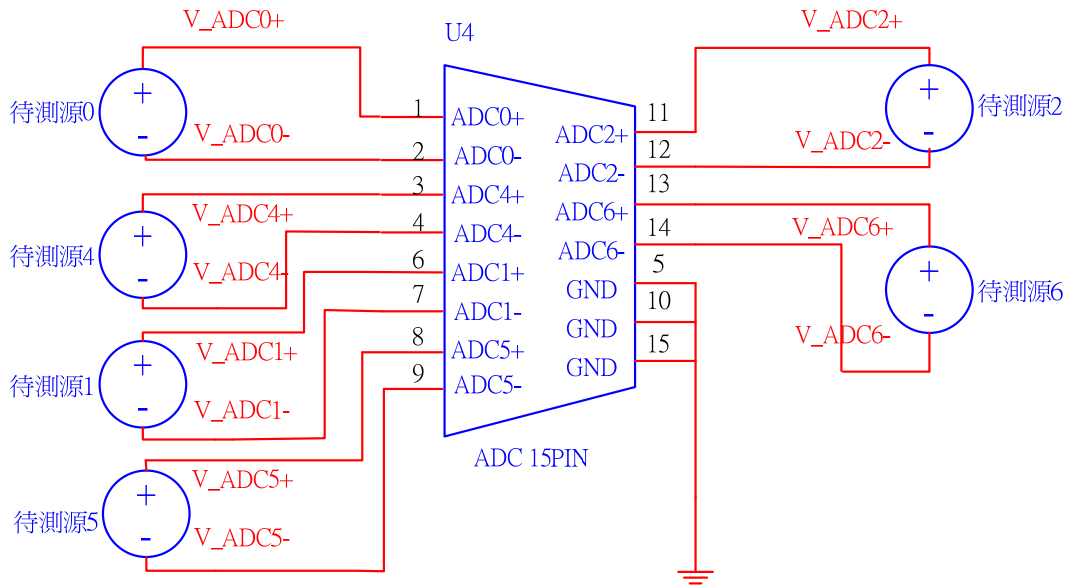 V_ADC0+
待測源0
V_ADC0-
V_ADC4+
待測源4
V_ADC4-
V_ADC1+
待測源1
V_ADC1-
V_ADC5+
待測源5
V_ADC5-
U4
1 ADC0+
2 ADC0-
3 ADC4+
4 ADC4-
6 ADC1+
7 ADC1-
8 ADC5+
9 ADC5-
ADC2+ 11
ADC2- 12
ADC6+ 13
ADC6- 14
GND 5
GND 10
GND 15
ADC 15PIN
V_ADC2+
待測源2
V_ADC2-
V_ADC6+
待測源6
V_ADC6-